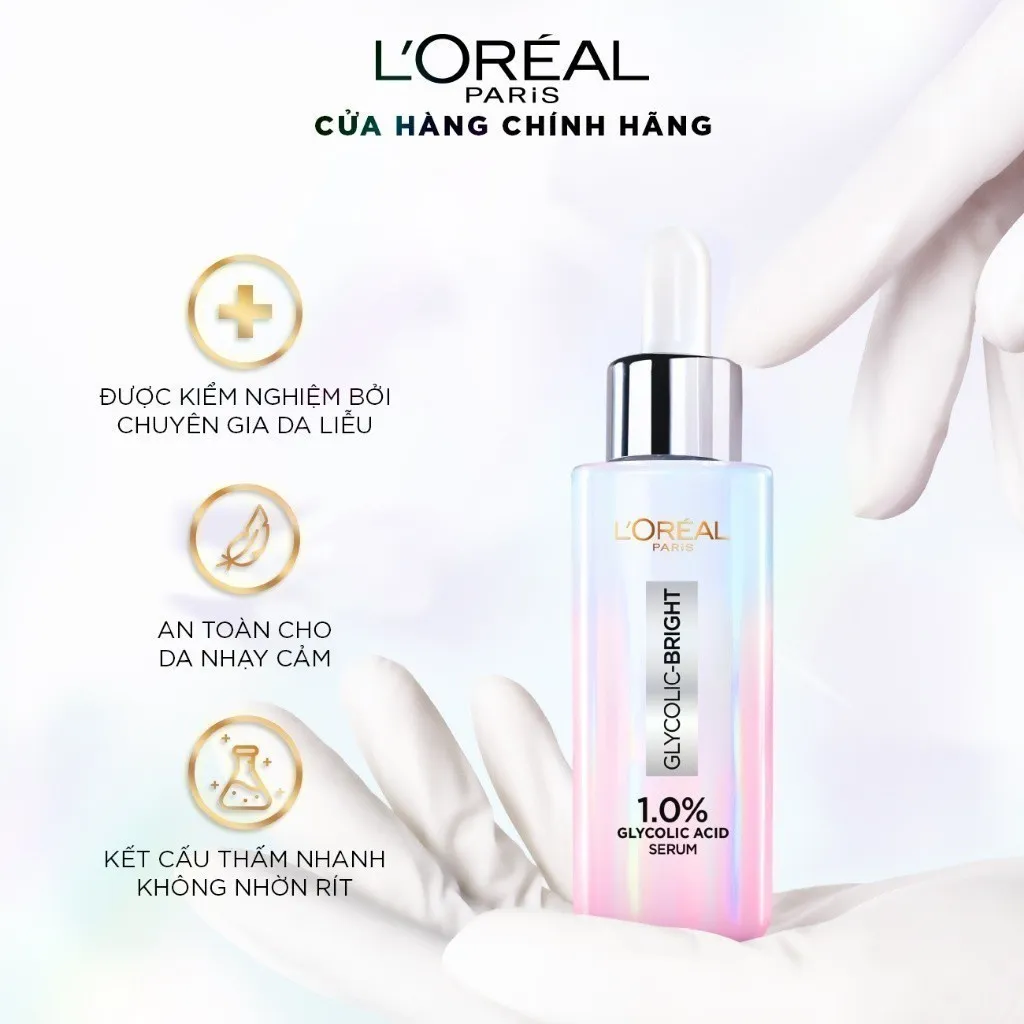 L'ORÉAL
PARiS
CỬA HÀNG CHÍNH HÃNG
ĐƯỢC KIỂM NGHIỆM BỞI
CHUYÊN GIA DA LIỄU
AN TOÀN CHO
DA NHẠY CẢM
KẾT CẤU THẤM NHANH
KHÔNG NHỜN RÍT
L'ORÉAL
PARiS
GLYCOLIC-BRIGHT
1.0%
GLYCOLIC ACID
SERUM